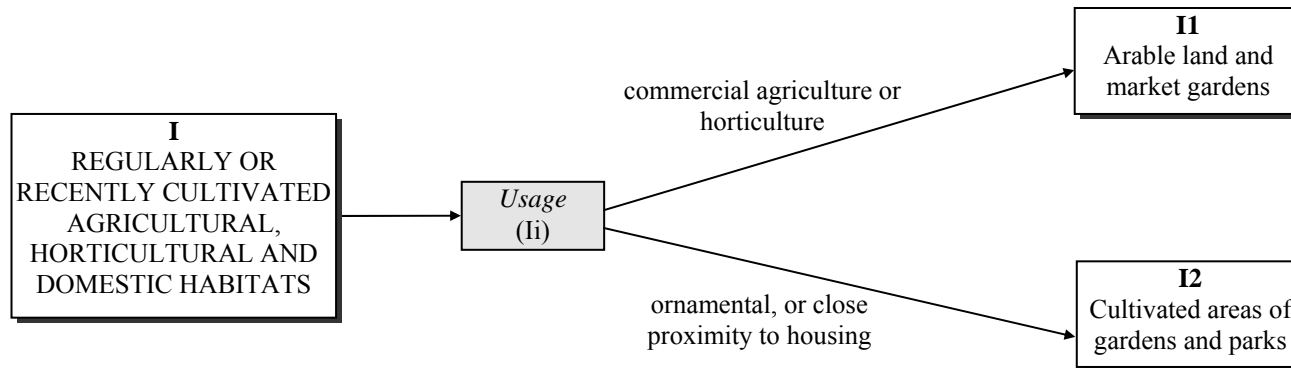 I
REGULARLY OR
RECENTLY CULTIVATED
AGRICULTURAL,
HORTICULTURAL AND
DOMESTIC HABITATS
Usage
(Ii)
commercial agriculture or
horticulture
I1
Arable land and
market gardens
ornamental, or close
proximity to housing
I2
Cultivated areas of
gardens and parks